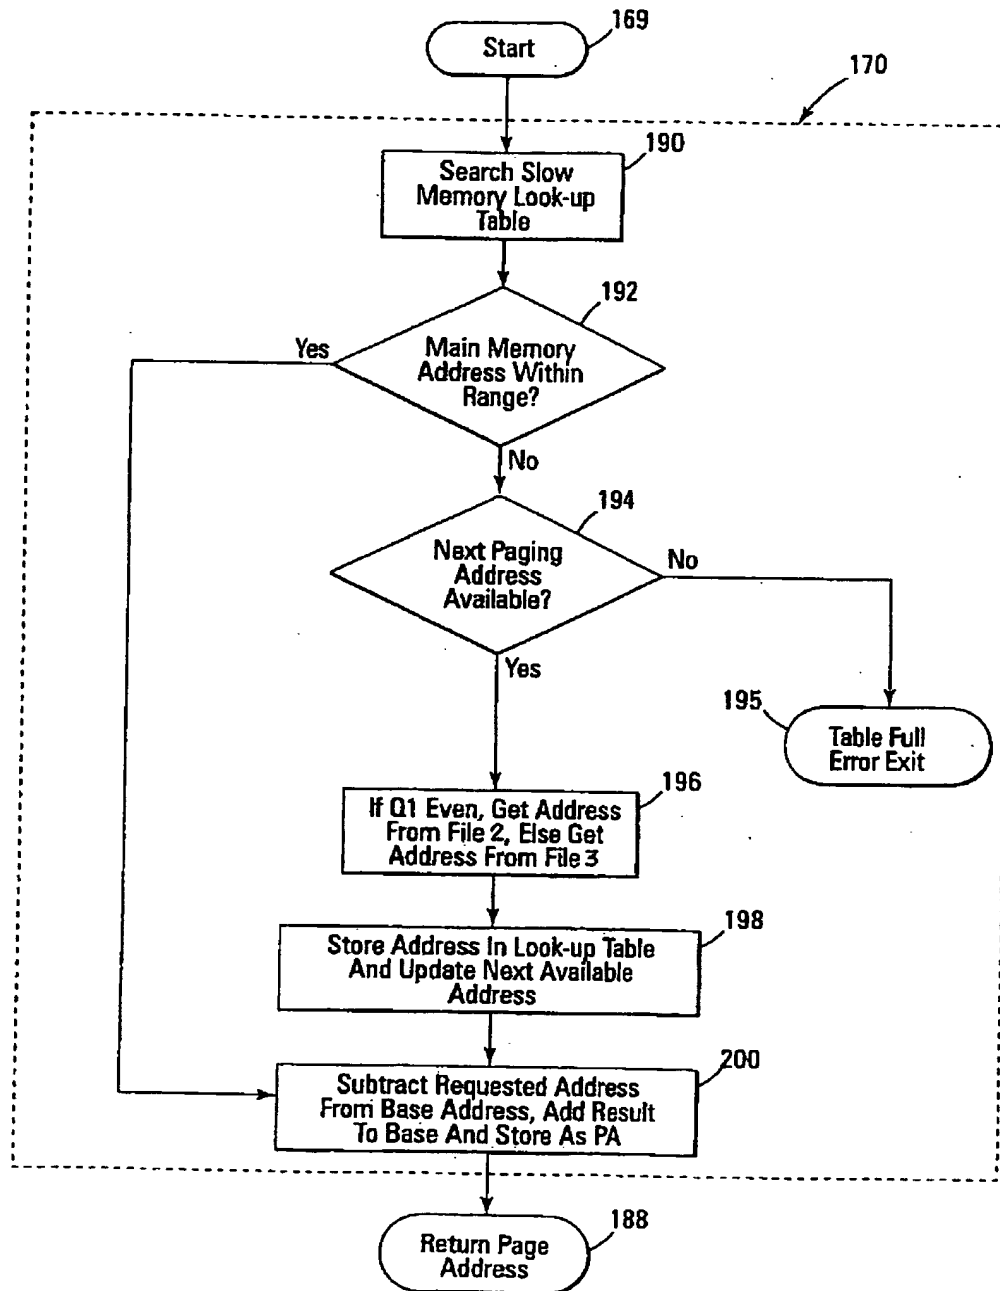 169
Start
170
190
Search Slow
Memory Look-up
Table
192
Yes
Main Memory
Address Within
Range?
No
194
Next Paging
Address
Available?
No
Yes
195
Table Full
Error Exit
196
If Q1 Even, Get Address
From File 2, Else Get
Address From File 3
198
Store Address In Look-up Table
And Update Next Available
Address
200
Subtract Requested Address
From Base Address, Add Result
To Base And Store As PA
188
Return Page
Address